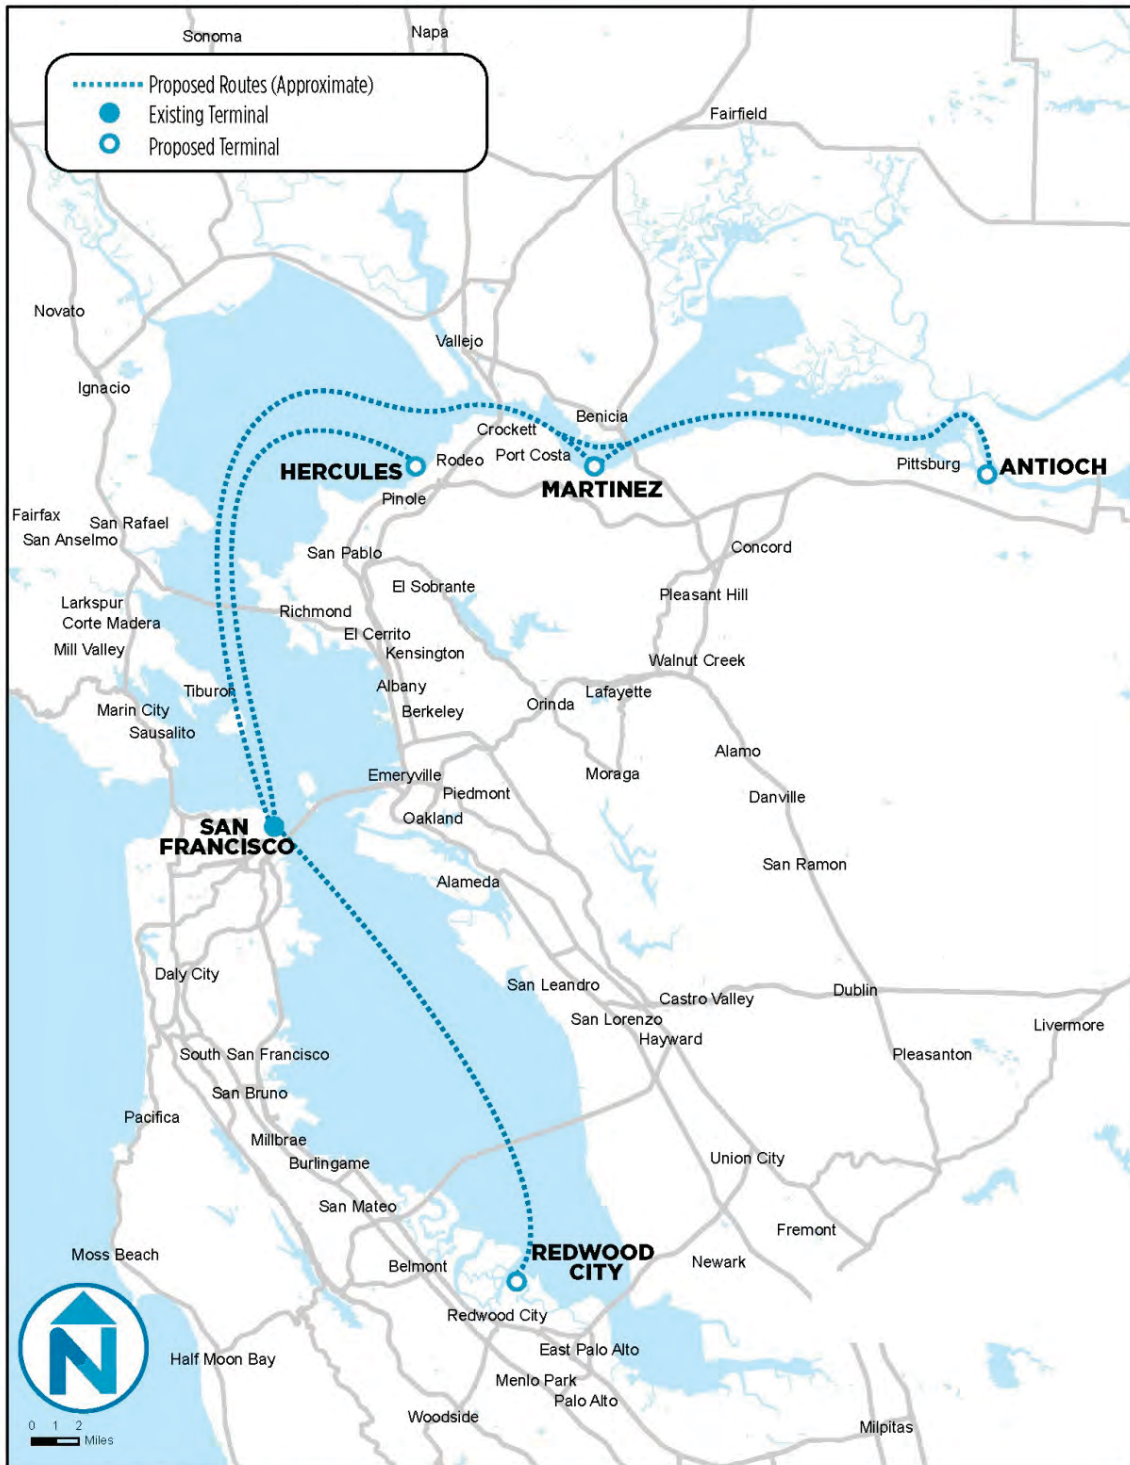 Sonoma
Napa
Proposed Routes (Approximate)
Existing Terminal
Proposed Terminal
Fairfield
Novato
Vallejo
Ignacio
Benicia
Crockett
Port Costa
Rodeo
HERCULES
MARTINEZ
Pittsburg
ANTIOCH
Pinole
Fairfax
San Rafael
San Anselmo
Concord
San Pablo
El Sobrante
Pleasant Hill
Larkspur
Corte Madera
Richmond
El Cerrito
Mill Valley
Kensington
Walnut Creek
Tiburon
Albany
Lafayette
Orinda
Marin City
Berkeley
Sausalito
Alamo
Emeryville
Moraga
Piedmont
Danville
Oakland
SAN
FRANCISCO
San Ramon
Alameda
Daly City
San Leandro
Dublin
Castro Valley
San Lorenzo
Livermore
Hayward
South San Francisco
Pleasanton
San Bruno
Pacifica
Millbrae
Burlingame
Union City
San Mateo
Fremont
Moss Beach
REDWOOD
CITY
Belmont
Newark
Redwood City
East Palo Alto
Half Moon Bay
N
Menlo Park
Palo Alto
Woodside
Milpitas
0 1 2
Miles